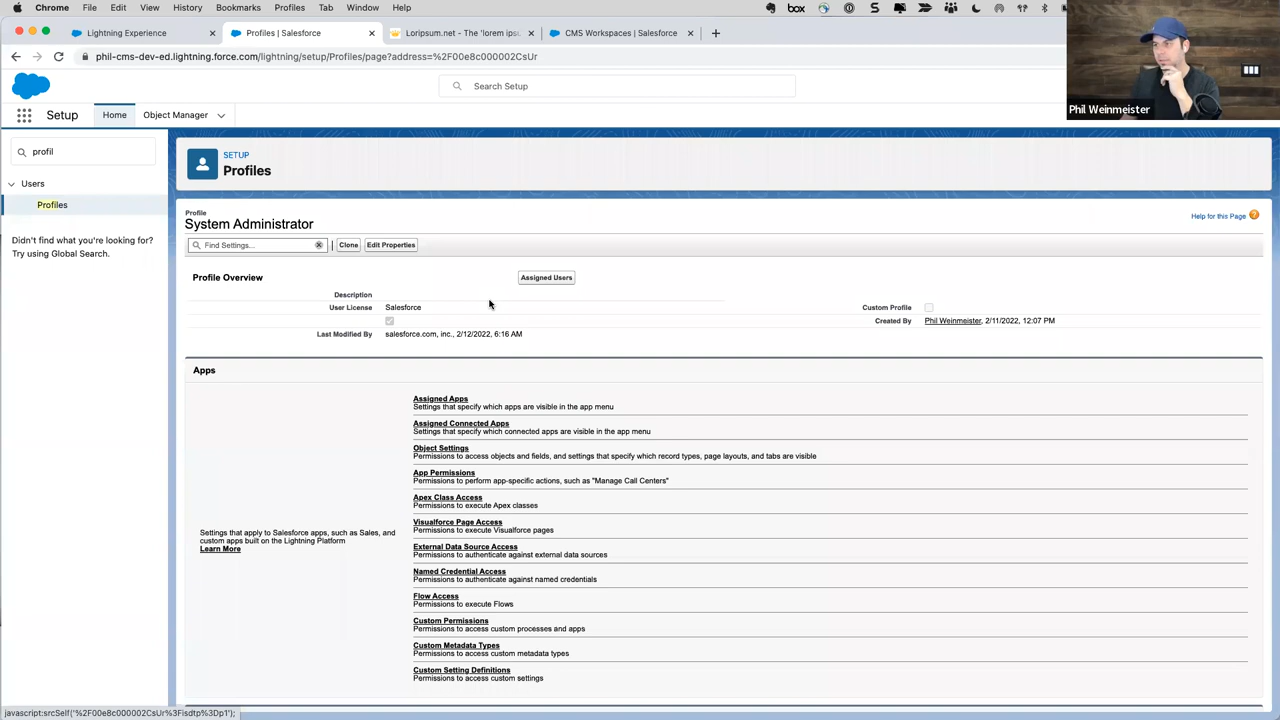 Chrome File Edit View History Bookmarks Profiles Tab Window Help
box
Lightning Experience
Profiles | Salesforce
Loripsum.net - The 'lorem ipsu
CMS Workspaces | Salesforce
phil-cms-dev-ed.lightning.force.com/lightning/setup/Profiles/page?address=%2F00e8c000002CsUr
Phil Weinmeister
Search Setup
Setup
Home
Object Manager
profil
Users
Profiles
Didn't find what you're looking for?
Try using Global Search.
SETUP
Profiles
Profile
System Administrator
Help for this Page
Find Settings...
Clone
Edit Properties
Profile Overview
Assigned Users
Description
User License Salesforce
Custom Profile
Created By Phil Weinmeister, 2/11/2022, 12:07 PM
Last Modified By salesforce.com, inc., 2/12/2022, 6:16 AM
Apps
Settings that apply to Salesforce apps, such as Sales, and
custom apps built on the Lightning Platform
Learn More
Assigned Apps
Settings that specify which apps are visible in the app menu
Assigned Connected Apps
Settings that specify which connected apps are visible in the app menu
Object Settings
Permissions to access objects and fields, and settings that specify which record types, page layouts, and tabs are visible
App Permissions
Permissions to perform app-specific actions, such as "Manage Call Centers"
Apex Class Access
Permissions to execute Apex classes
Visualforce Page Access
Permissions to execute Visualforce pages
External Data Source Access
Permissions to authenticate against external data sources
Named Credential Access
Permissions to authenticate against named credentials
Flow Access
Permissions to execute Flows
Custom Permissions
Permissions to access custom processes and apps
Custom Metadata Types
Permissions to access custom metadata types
Custom Setting Definitions
Permissions to access custom settings
javascript:srcSelf('%2F00e8c000002CsUr%3Fisdtp%3Dp1');